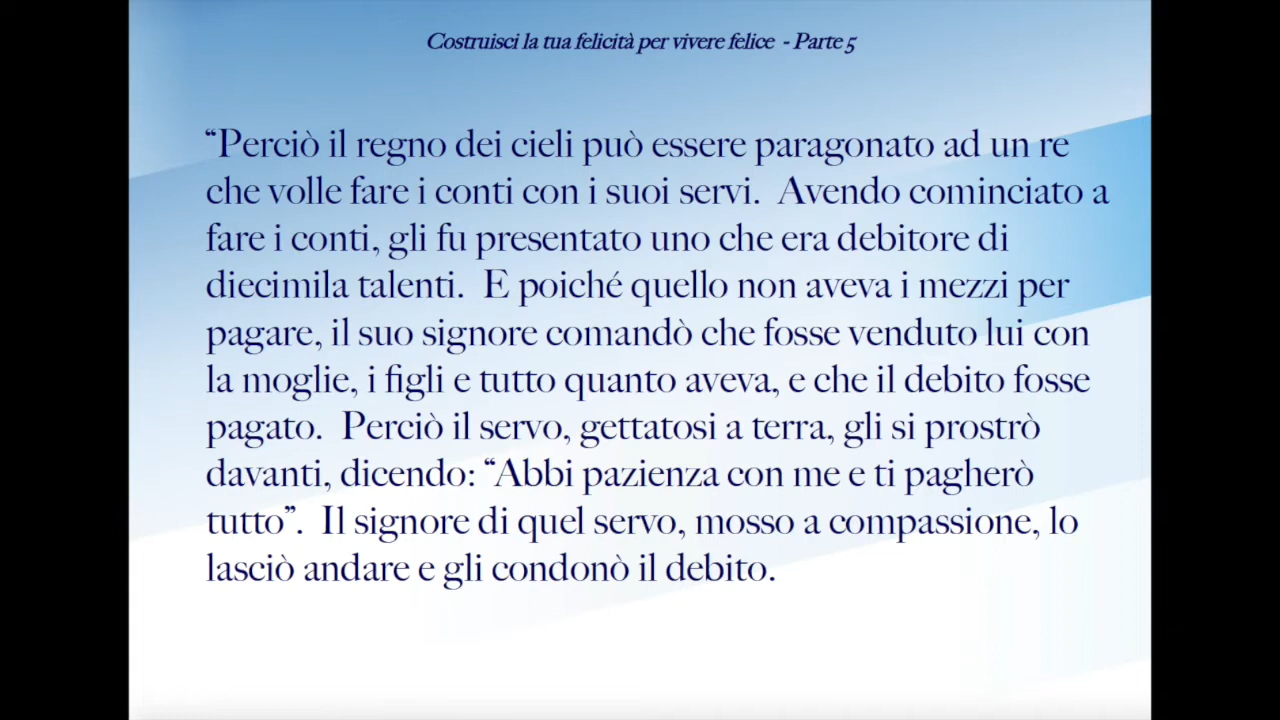 Costruisci la tua felicità per vivere felice - Parte 5
“Perciò il regno dei cieli può essere paragonato ad un re
che volle fare i conti con i suoi servi. Avendo cominciato a
fare i conti, gli fu presentato uno che era debitore di
diecimila talenti. E poiché quello non aveva i mezzi per
pagare, il suo signore comandò che fosse venduto lui con
la moglie, i figli e tutto quanto aveva, e che il debito fosse
pagato. Perciò il servo, gettatosi a terra, gli si prostrò
davanti, dicendo: “Abbi pazienza con me e ti pagherò
tutto”. Il signore di quel servo, mosso a compassione, lo
lasciò andare e gli condonò il debito.